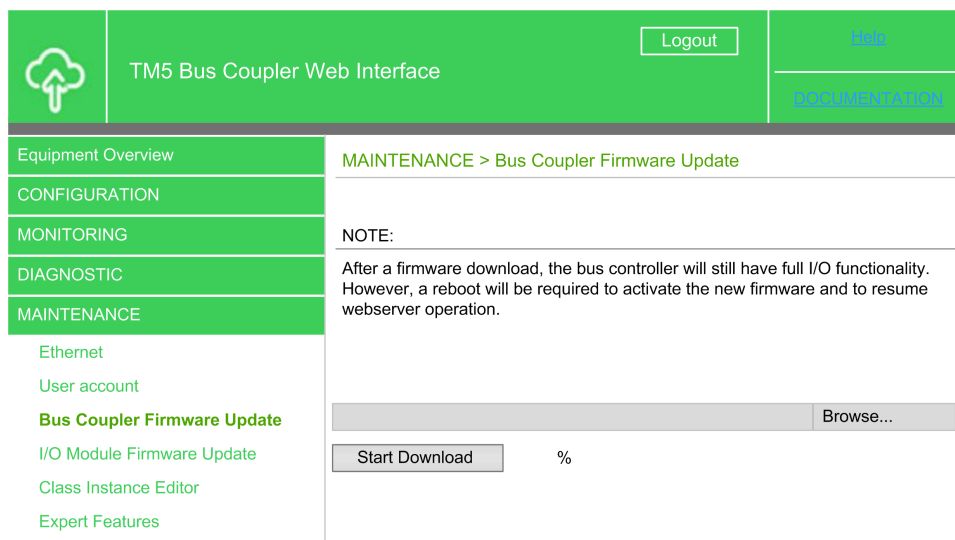 TM5 Bus Coupler Web Interface
Logout
Help
DOCUMENTATION
Equipment Overview
CONFIGURATION
MONITORING
DIAGNOSTIC
MAINTENANCE
Ethernet
User account
Bus Coupler Firmware Update
I/O Module Firmware Update
Class Instance Editor
Expert Features
MAINTENANCE > Bus Coupler Firmware Update
NOTE:
After a firmware download, the bus controller will still have full I/O functionality.
However, a reboot will be required to activate the new firmware and to resume
webserver operation.
Browse...
Start Download
%